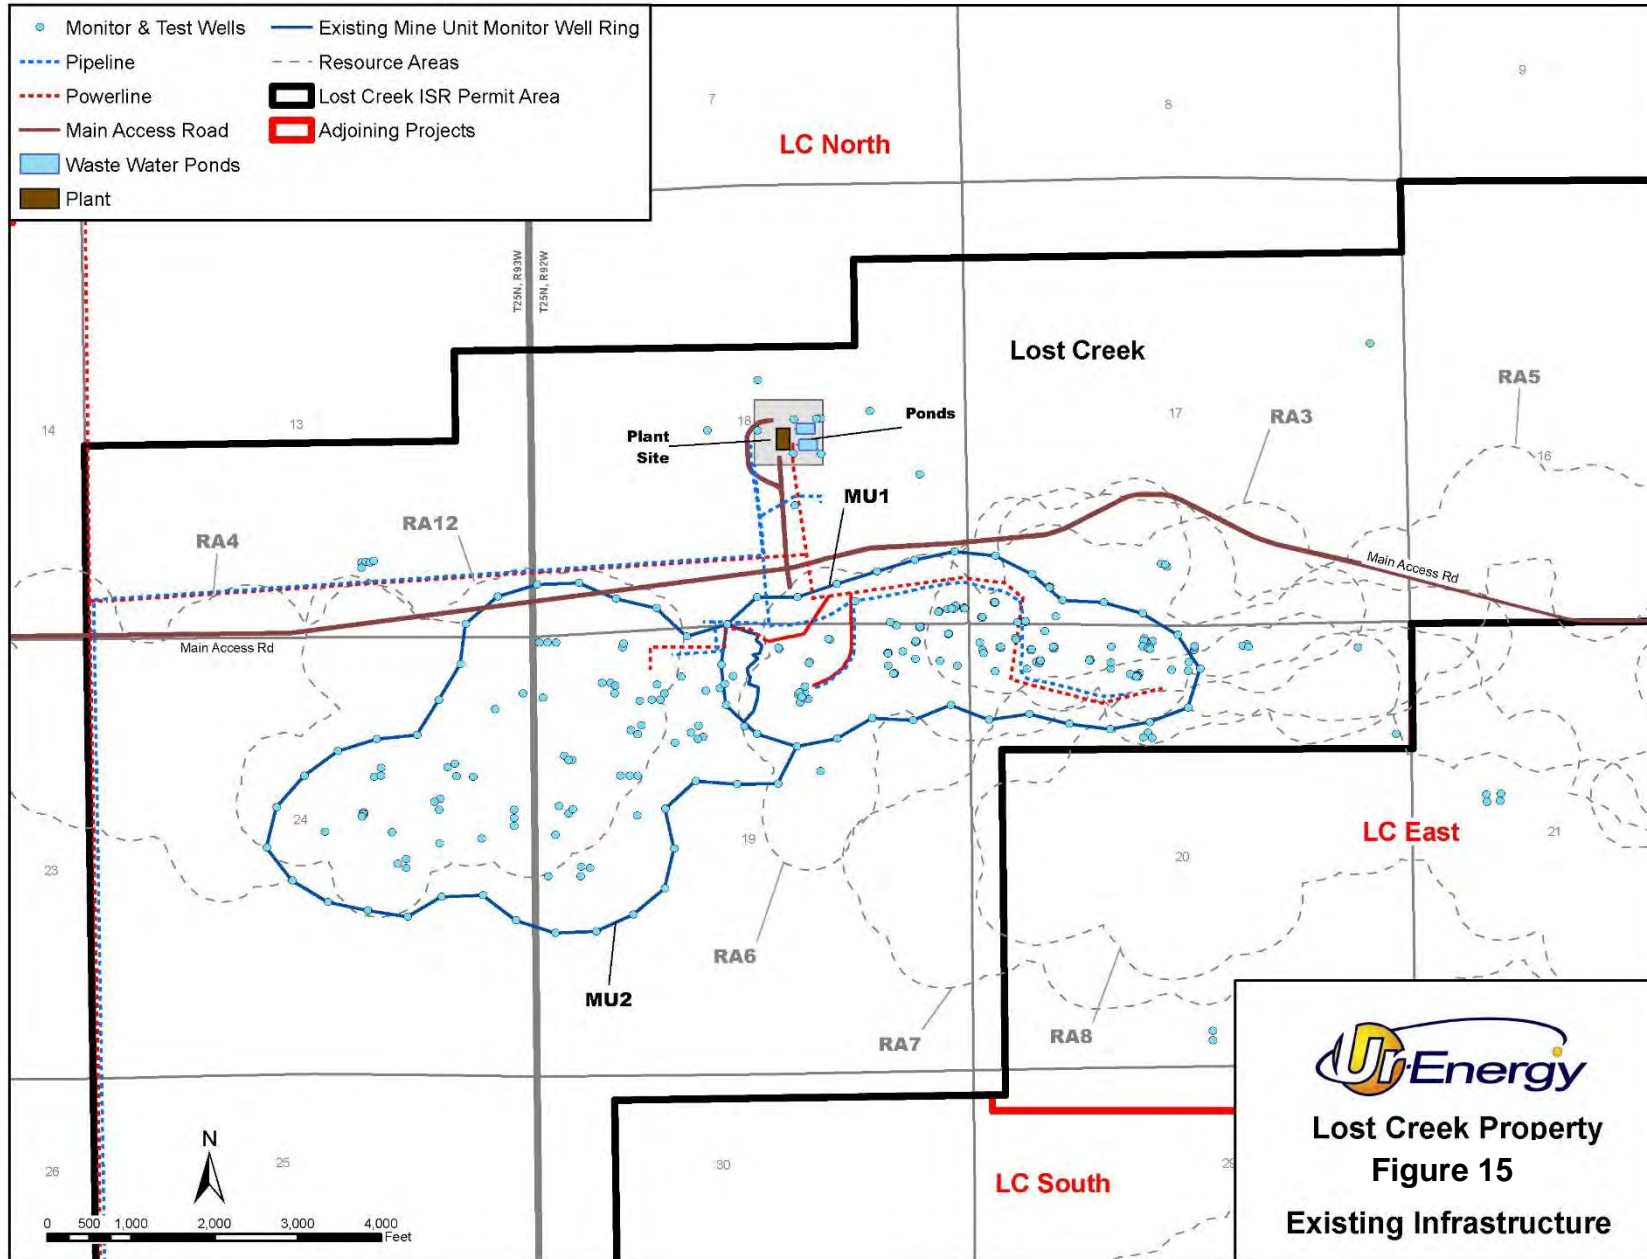 Monitor & Test Wells
Existing Mine Unit Monitor Well Ring
Pipeline
Resource Areas
Powerline
Lost Creek ISR Permit Area
Main Access Road
Adjoining Projects
Waste Water Ponds
Plant
7
8
9
LC North
T25N, R93W
T25N, R92W
Lost Creek
RA5
14
13
18
Ponds
17
RA3
16
Plant
Site
MU1
RA4
RA12
Main Access Rd
Main Access Rd
24
23
19
20
LC East
21
RA6
MU2
RA7
RA8
26
25
30
29
LC South
N
0 500 1,000 2,000 3,000 4,000
Feet
Ur-Energy
Lost Creek Property
Figure 15
Existing Infrastructure